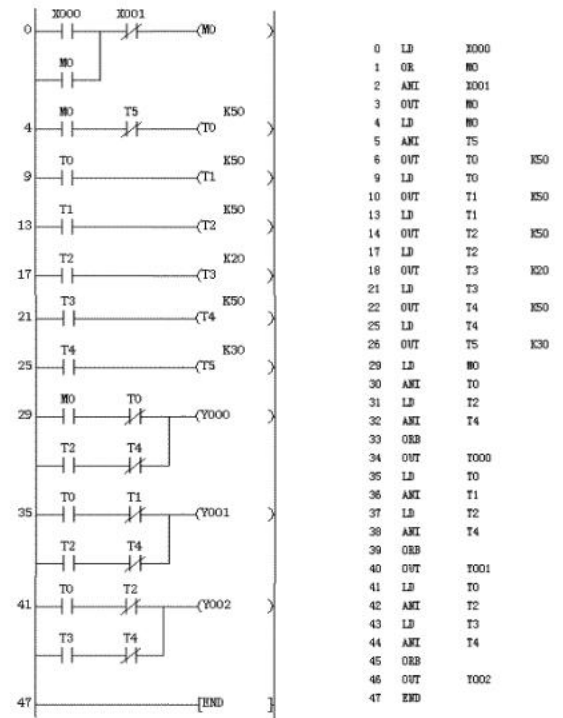 X000 X001
0 (M0 )
M0
M0 T5 K50
4 (T0 )
T0 K50
9 (T1 )
T1 K50
13 (T2 )
T2 K20
17 (T3 )
T3 K50
21 (T4 )
T4 K30
25 (T5 )
M0 T0
29 (Y000 )
T2 T4
T0 T1
35 (Y001 )
T2 T4
T0 T2
41 (Y002 )
T3 T4
47 [END ]
0 LD X000
1 OR M0
2 ANI X001
3 OUT M0
4 LD M0
5 ANI T5
6 OUT T0 K50
9 LD T0
10 OUT T1 K50
13 LD T1
14 OUT T2 K50
17 LD T2
18 OUT T3 K20
21 LD T3
22 OUT T4 K50
25 LD T4
26 OUT T5 K30
29 LD M0
30 ANI T0
31 LD T2
32 ANI T4
33 ORB
34 OUT Y000
35 LD T0
36 ANI T1
37 LD T2
38 ANI T4
39 ORB
40 OUT Y001
41 LD T0
42 ANI T2
43 LD T3
44 ANI T4
45 ORB
46 OUT Y002
47 END